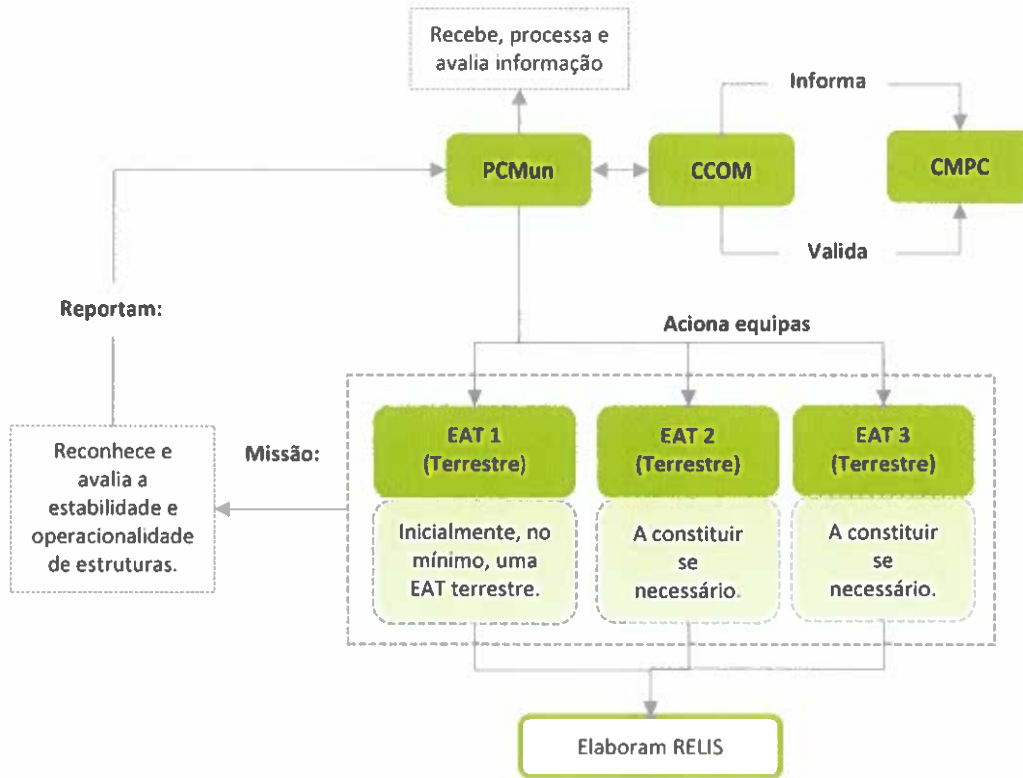 Recebe, processa e
avalia informação
Informa
PCMun
CCOM
CMPC
Valida
Reportam:
Aciona equipas
Missão:
Reconhece e
avalia a
estabilidade e
operacionalidade
de estruturas.
EAT 1
(Terrestre)
EAT 2
(Terrestre)
EAT 3
(Terrestre)
Inicialmente, no
mínimo, uma
EAT terrestre.
A constituir
se
necessário.
A constituir
se
necessário.
Elaboram RELIS